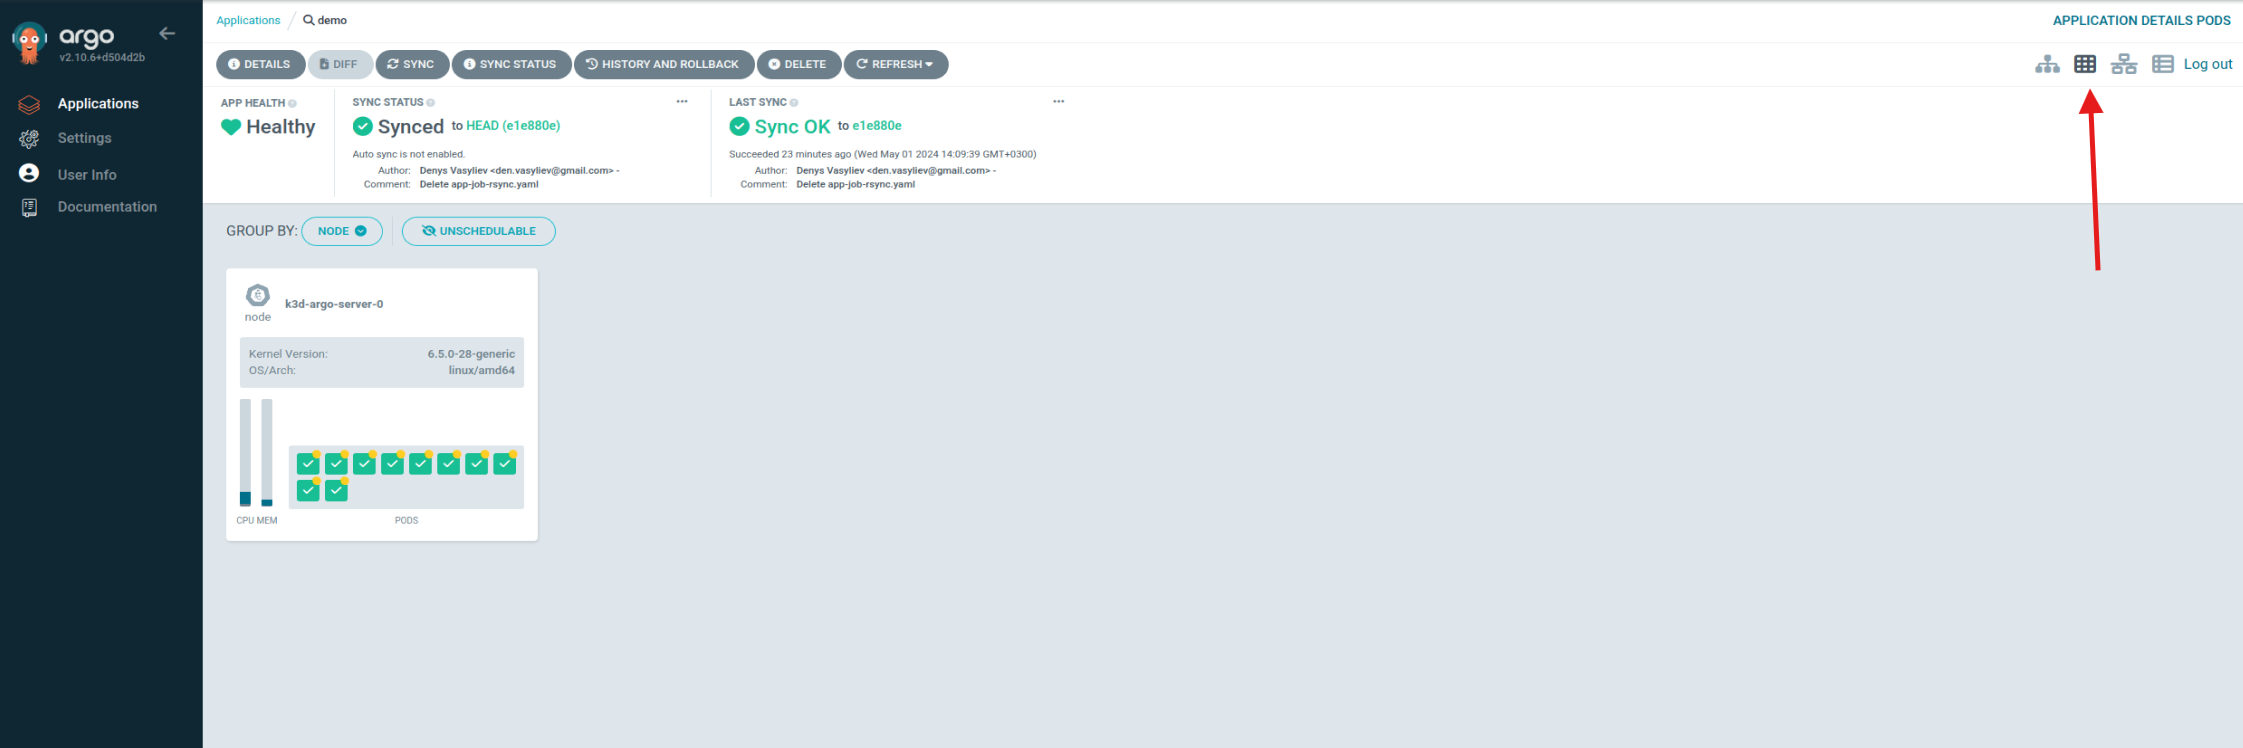 argo
v2.10.6+d504d2b
Applications
Settings
User Info
Documentation
Applications / demo
APPLICATION DETAILS PODS
DETAILS DIFF SYNC SYNC STATUS HISTORY AND ROLLBACK DELETE REFRESH
Log out
APP HEALTH
Healthy
SYNC STATUS
Synced to HEAD (e1e880e)
Auto sync is not enabled.
Author: Denys Vasyliev <den.vasyliev@gmail.com> -
Comment: Delete app-job-rsync.yaml
LAST SYNC
Sync OK to e1e880e
Succeeded 23 minutes ago (Wed May 01 2024 14:09:39 GMT+0300)
Author: Denys Vasyliev <den.vasyliev@gmail.com> -
Comment: Delete app-job-rsync.yaml
GROUP BY: NODE UNSCHEDULABLE
k3d-argo-server-0
node
Kernel Version: 6.5.0-28-generic
OS/Arch: linux/amd64
CPU MEM PODS